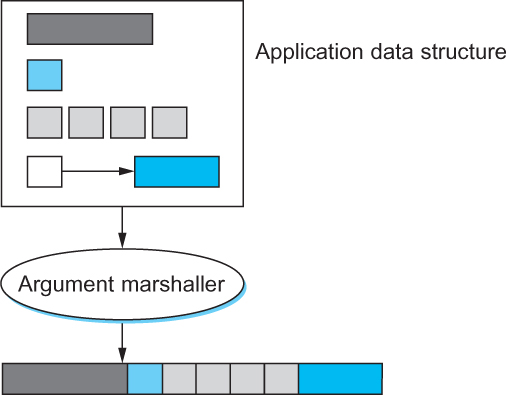 Application data structure
Argument marshaller